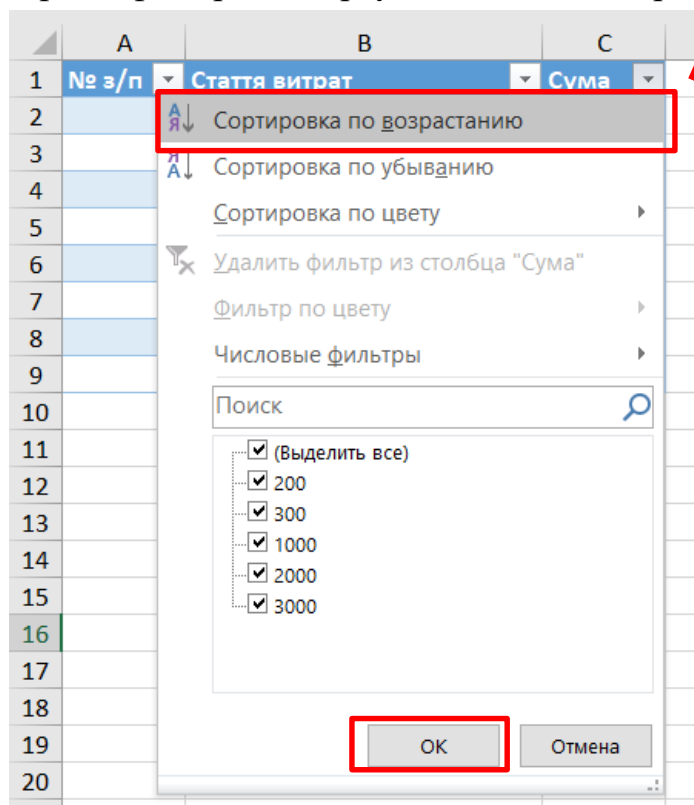 A B C
1 № з/п Стаття витрат Сума
2 Сортировка по возрастанию
3 Сортировка по убыванию
4
5 Сортировка по цвету
6 Удалить фильтр из столбца "Сума"
7 Фильтр по цвету
8 Числовые фильтры
9
10 Поиск
11 (Выделить все)
12 200
13 300
14 1000
15 2000
3000
16
17
18
19 ОК Отмена
20